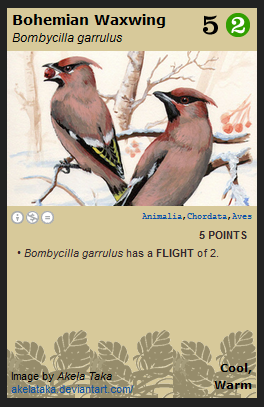 Bohemian Waxwing 5 2
Bombycilla garrulus
Animalia,Chordata,Aves
5 POINTS
• Bombycilla garrulus has a FLIGHT of 2.
Image by Akela Taka
akelataka.deviantart.com/
Cool,
Warm